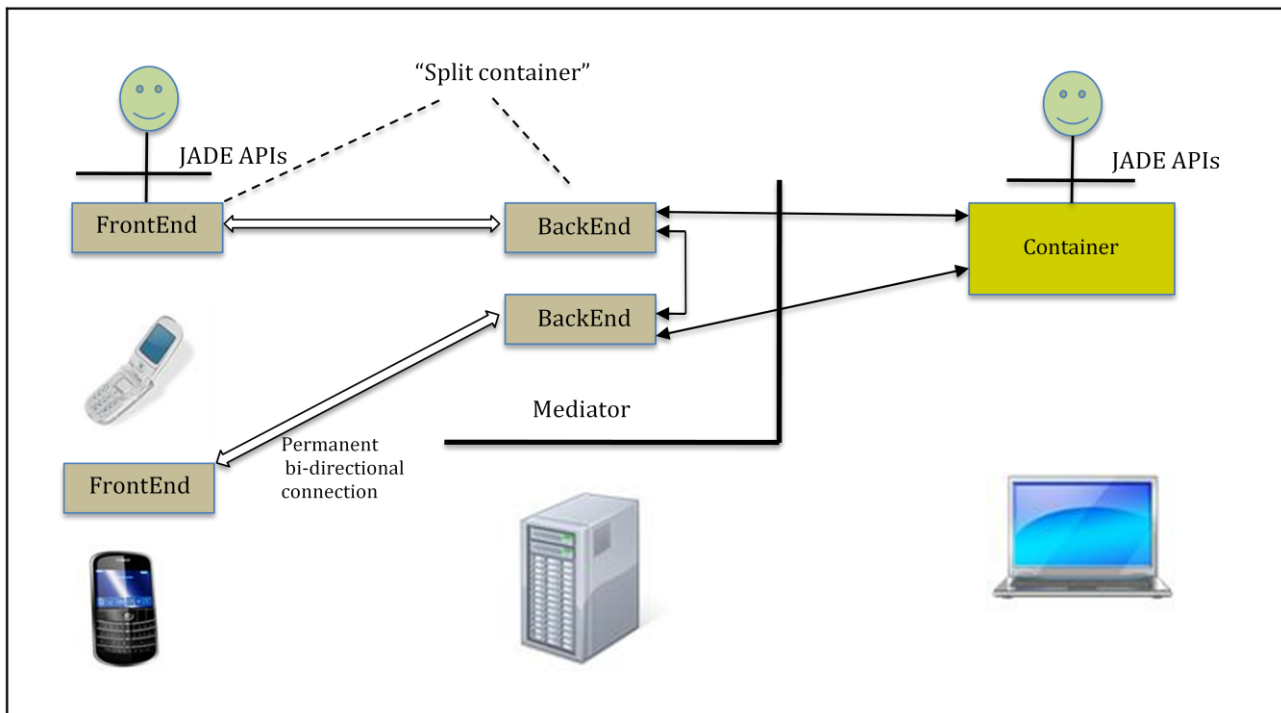 “Split container”
JADE APIs
JADE APIs
FrontEnd
BackEnd
Container
BackEnd
Mediator
Permanent
bi-directional
connection
FrontEnd